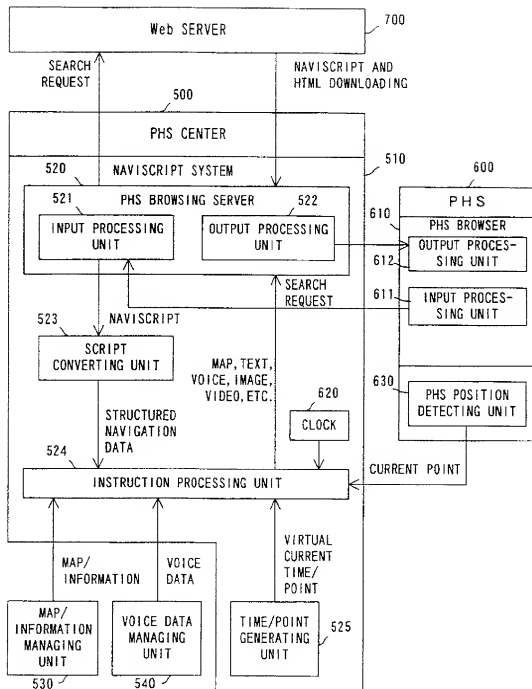 Web SERVER
700
SEARCH
REQUEST
NAVISCRIPT AND
HTML DOWNLOADING
500
PHS CENTER
510
600
520
NAVISCRIPT SYSTEM
PHS BROWSING SERVER
521
INPUT PROCESSING
UNIT
522
OUTPUT PROCESSING
UNIT
PHS
610
PHS BROWSER
OUTPUT PROCES-
SING UNIT
612
611
INPUT PROCES-
SING UNIT
SEARCH
REQUEST
523
NAVISCRIPT
SCRIPT
CONVERTING UNIT
MAP, TEXT,
VOICE, IMAGE,
VIDEO, ETC.
620
CLOCK
630
PHS POSITION
DETECTING UNIT
STRUCTURED
NAVIGATION
DATA
524
INSTRUCTION PROCESSING UNIT
CURRENT POINT
MAP/
INFORMATION
VOICE
DATA
VIRTUAL
CURRENT
TIME/
POINT
MAP/
INFORMATION
MANAGING
UNIT
530
VOICE DATA
MANAGING
UNIT
540
TIME/POINT
GENERATING
UNIT
525